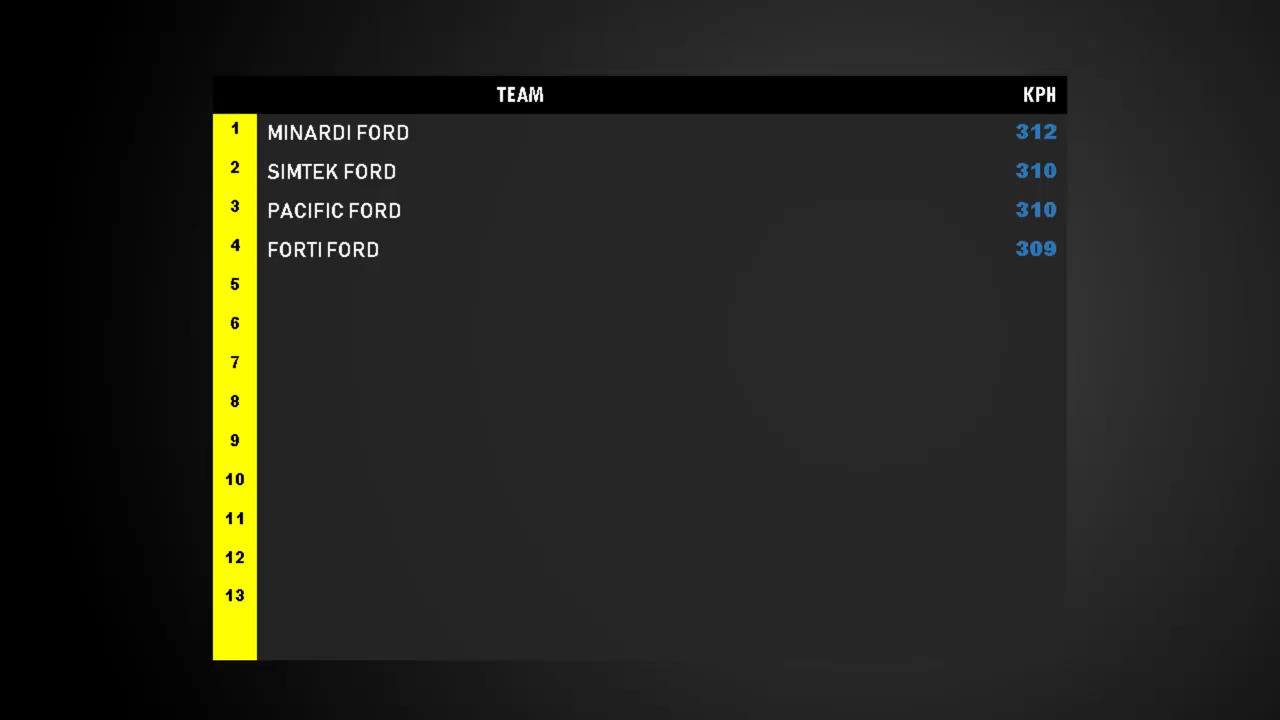 TEAM KPH
1 MINARDI FORD 312
2 SIMTEK FORD 310
3 PACIFIC FORD 310
4 FORTI FORD 309
5
6
7
8
9
10
11
12
13